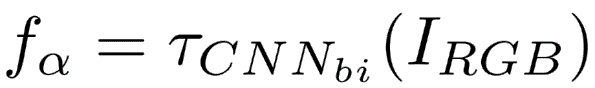 f_α = τ_{CNN_{bi}}(I_{RGB})